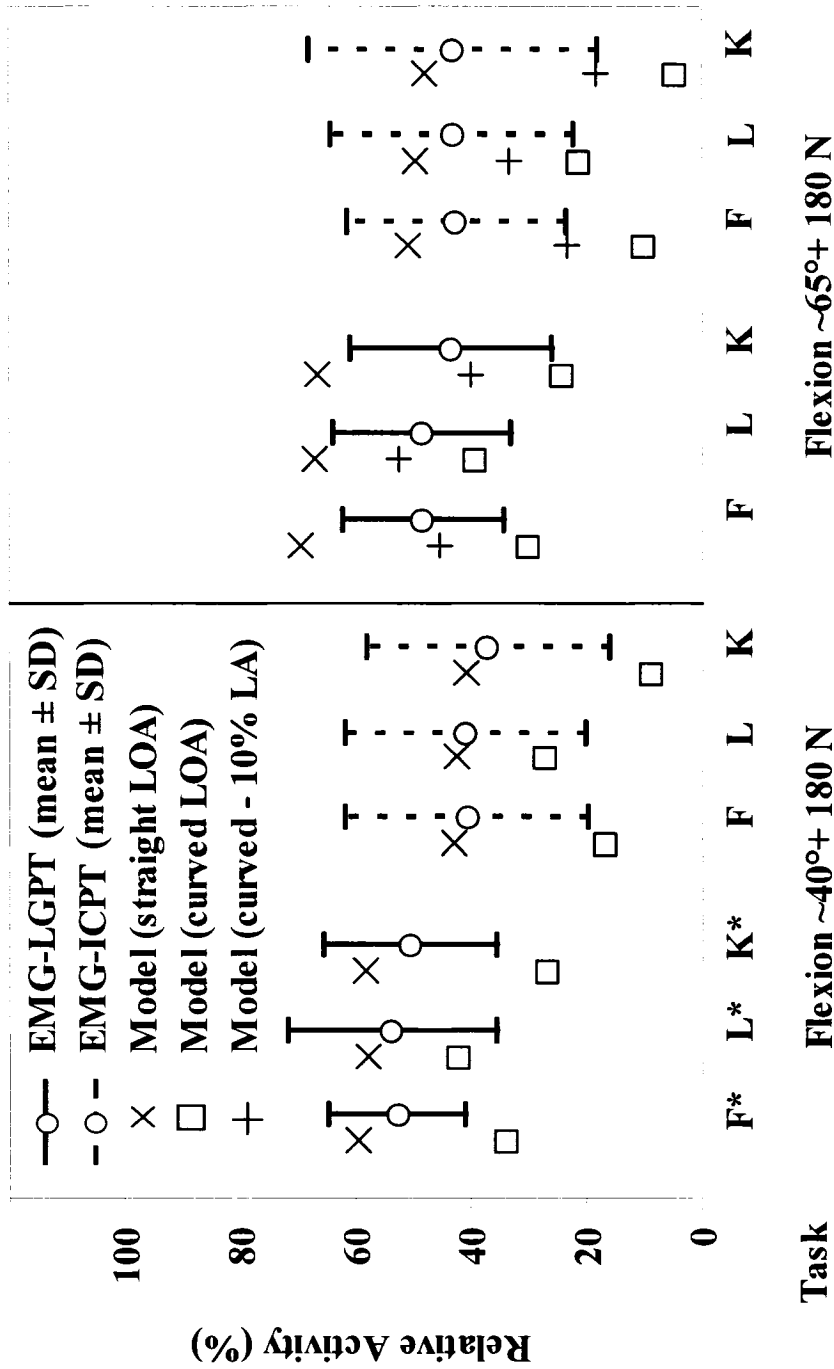 EMG-LGPT (mean ± SD)
EMG-ICPT (mean ± SD)
Model (straight LOA)
Model (curved LOA)
Model (curved - 10% LA)
Relative Activity (%)
100
80
60
40
20
0
Task F* L* K* F L K F L K F L K
Flexion ~40°+ 180 N Flexion ~65°+ 180 N